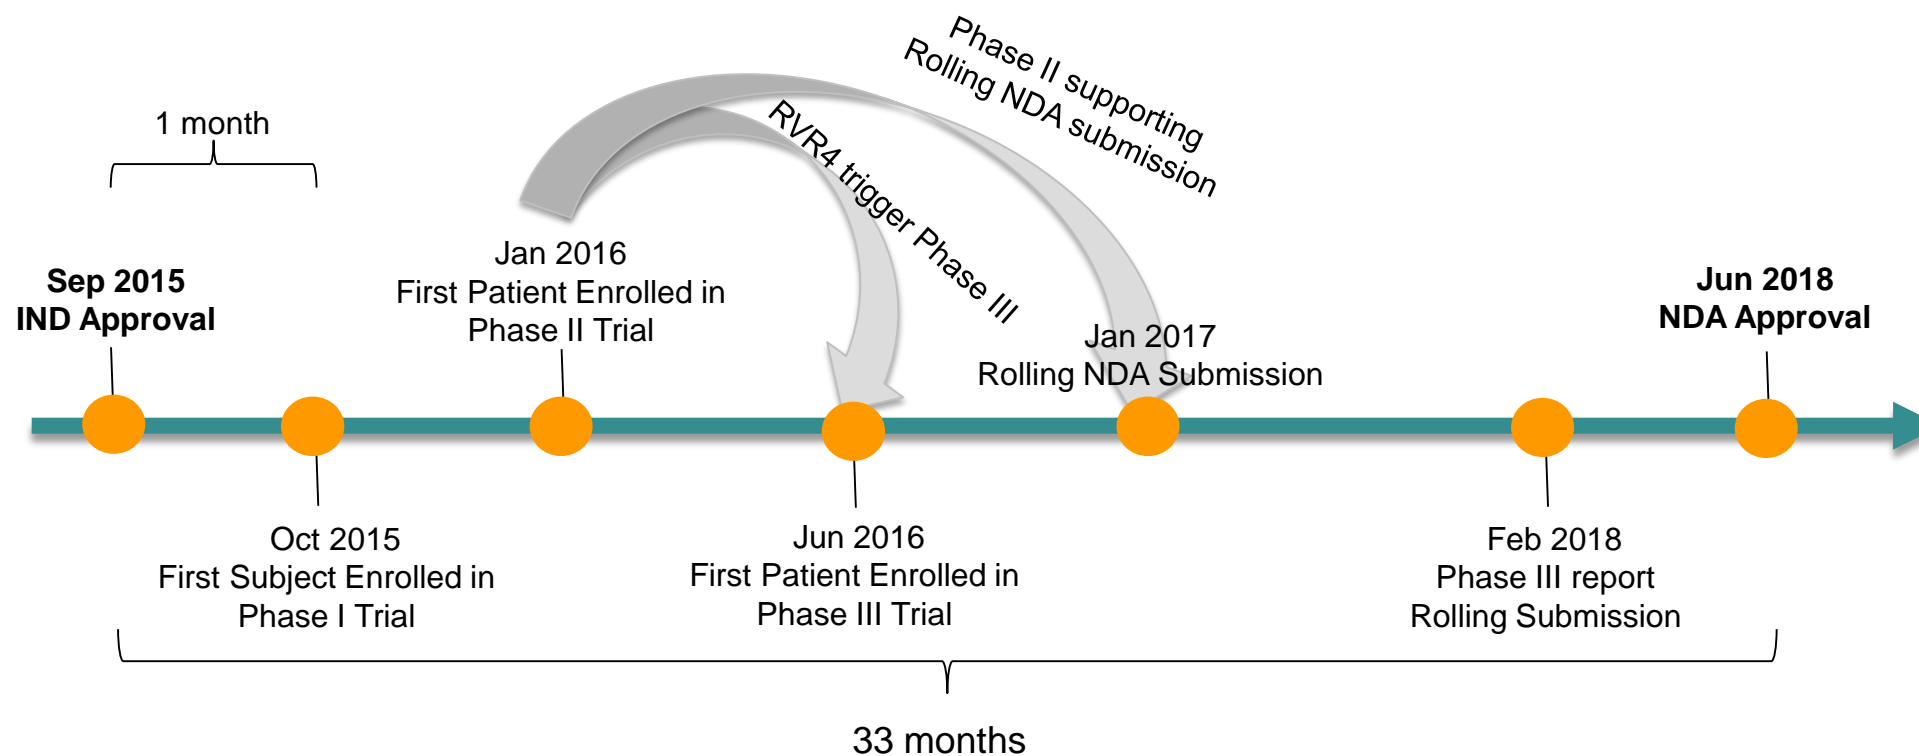 Phase II supporting
Rolling NDA submission
RVR4 trigger Phase III
1 month
Sep 2015
IND Approval
Jan 2016
First Patient Enrolled in
Phase II Trial
Jan 2017
Rolling NDA Submission
Jun 2018
NDA Approval
Oct 2015
First Subject Enrolled in
Phase I Trial
Jun 2016
First Patient Enrolled in
Phase III Trial
Feb 2018
Phase III report
Rolling Submission
33 months